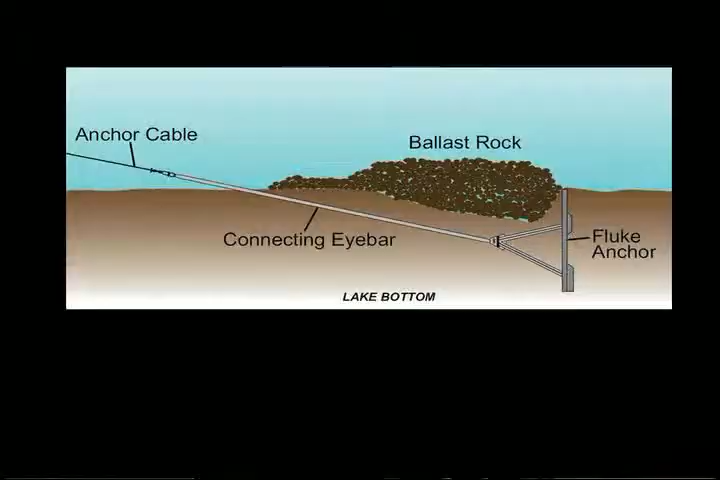 Anchor Cable
Ballast Rock
Connecting Eyebar
Fluke
Anchor
LAKE BOTTOM